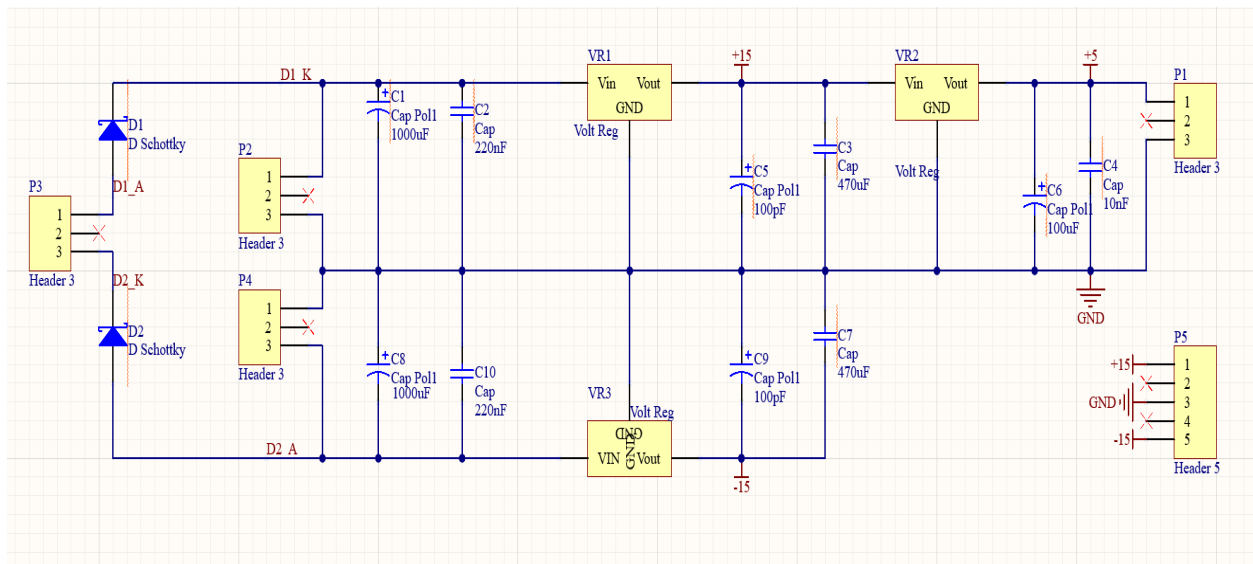 D1_K
D1
D Schottky
D1_A
P3
1
2
3
Header 3
D2_K
D2
D Schottky
D2_A
P2
1
2
3
Header 3
P4
1
2
3
Header 3
C1
Cap Pol1
1000uF
C2
Cap
220nF
C8
Cap Pol1
1000uF
C10
Cap
220nF
VR1
Vin Vout
GND
Volt Reg
VR3
Volt Reg
GND
GND
VIN Vout
+15
C5
Cap Pol1
100pF
C3
Cap
470uF
C9
Cap Pol1
100pF
C7
Cap
470uF
-15
VR2
Vin Vout
GND
Volt Reg
+5
C6
Cap Pol1
100uF
C4
Cap
10nF
P1
1
2
3
Header 3
GND
P5
+15 1
2
GND 3
4
-15 5
Header 5